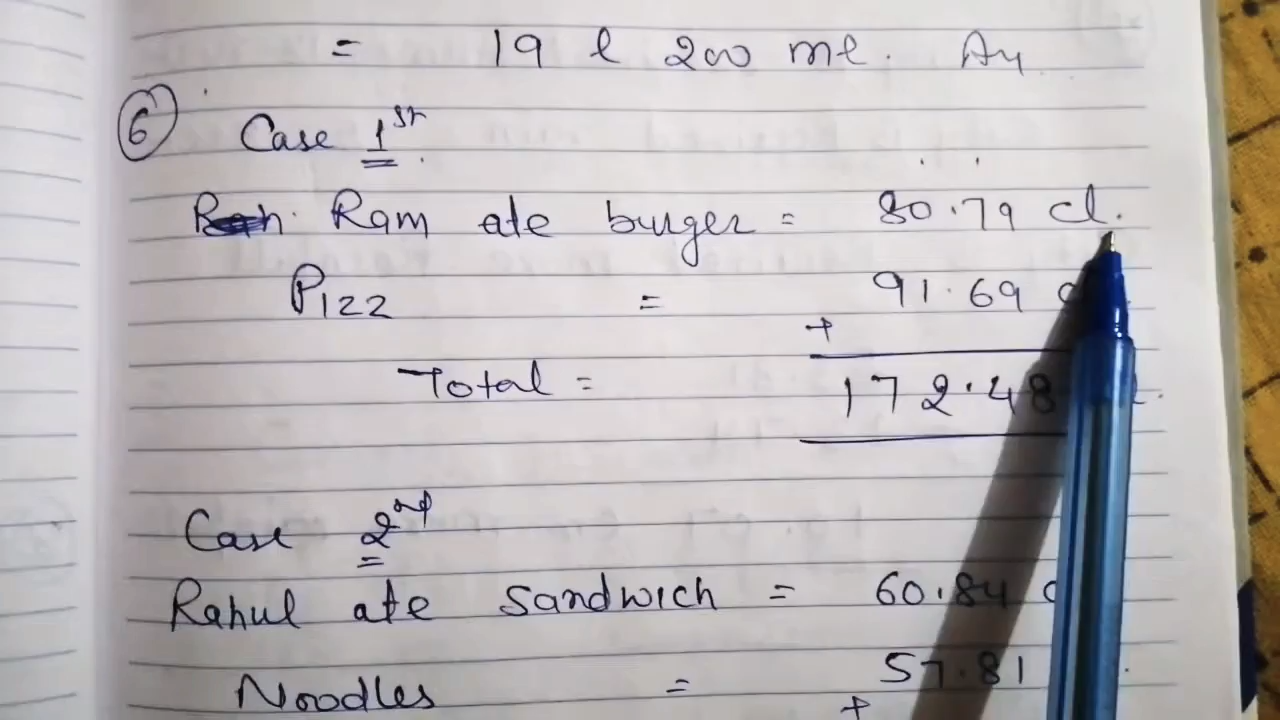 = 19 l 200 ml. An
6 Case 1st
Ram ate burger = 80.79 cl.
Pizz = 91.69
+
Total = 172.48
Case 2nd
Rahul ate Sandwich = 60.84
Noodles = 57.81
+